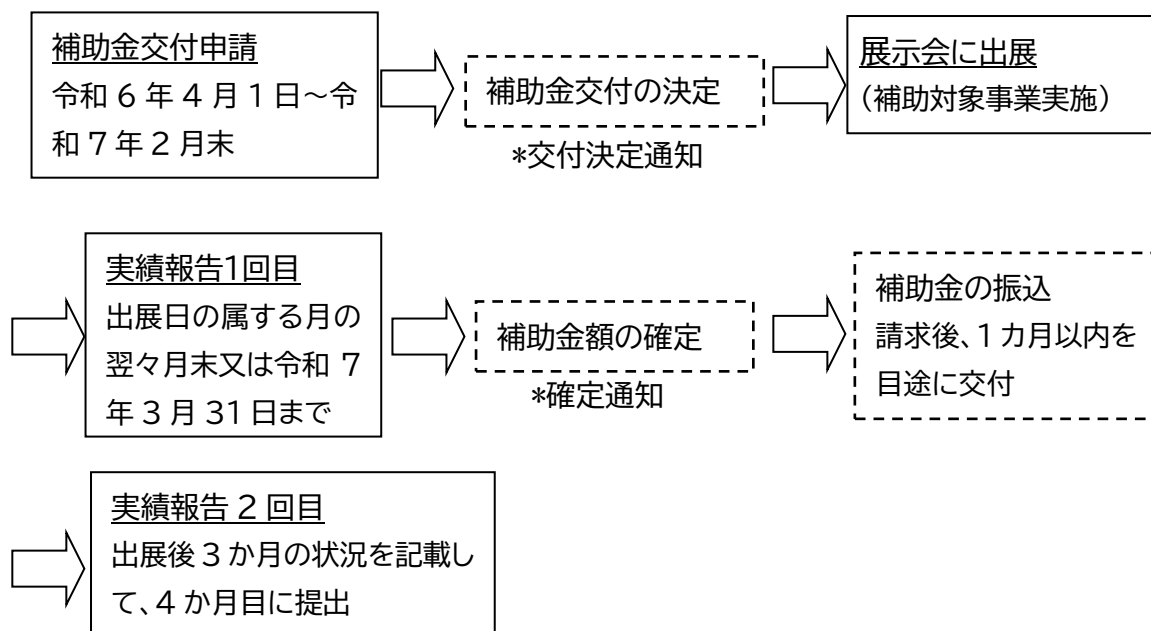 補助金交付申請
令和 6 年 4 月 1 日～令
和 7 年 2 月末
補助金交付の決定
*交付決定通知
展示会に出展
(補助対象事業実施)
実績報告1回目
出展日の属する月の
翌々月末又は令和 7
年 3 月 31 日まで
補助金額の確定
*確定通知
補助金の振込
請求後、1 カ月以内を
目途に交付
実績報告 2 回目
出展後 3 か月の状況を記載し
て、4 か月目に提出